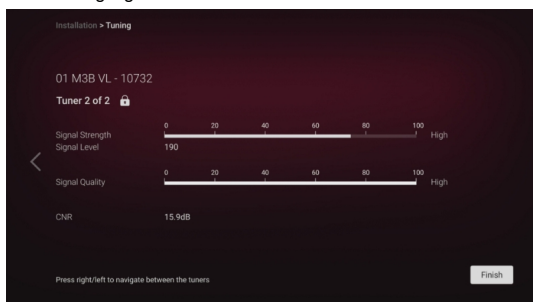 Installation > Tuning
01 M3B VL - 10732
Tuner 2 of 2
0 20 40 60 80 100
Signal Strength High
Signal Level 190
0 20 40 60 80 100
Signal Quality High
CNR 15.9dB
Press right/left to navigate between the tuners
Finish